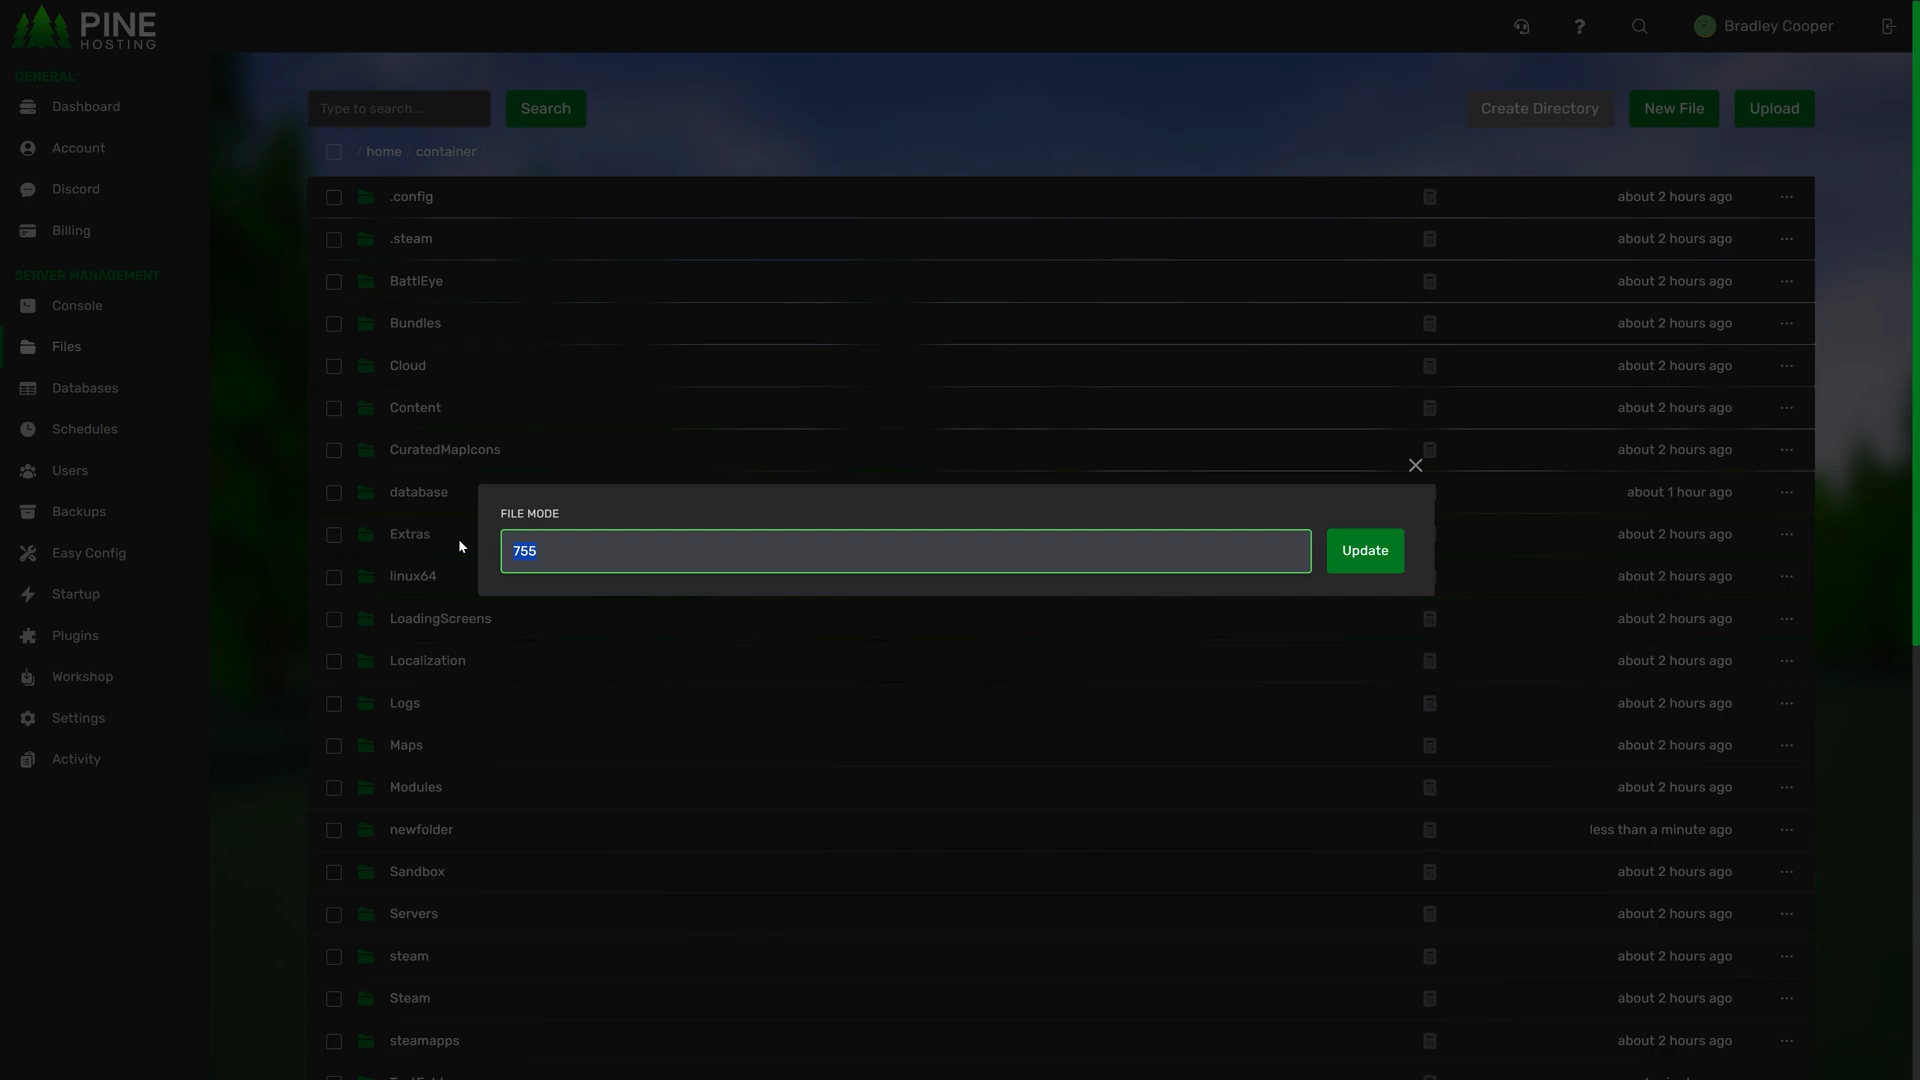 PINE
HOSTING
Bradley Cooper
GENERAL
Dashboard
Account
Discord
Billing
SERVER MANAGEMENT
Console
Files
Databases
Schedules
Users
Backups
Easy Config
Startup
Plugins
Workshop
Settings
Activity
Type to search...
Search
Create Directory
New File
Upload
/ home / container
.config about 2 hours ago
.steam about 2 hours ago
BattlEye about 2 hours ago
Bundles about 2 hours ago
Cloud about 2 hours ago
Content about 2 hours ago
CuratedMapIcons about 2 hours ago
database about 1 hour ago
FILE MODE
Extras about 2 hours ago
755
Update
linux64 about 2 hours ago
LoadingScreens about 2 hours ago
Localization about 2 hours ago
Logs about 2 hours ago
Maps about 2 hours ago
Modules about 2 hours ago
newfolder less than a minute ago
Sandbox about 2 hours ago
Servers about 2 hours ago
steam about 2 hours ago
Steam about 2 hours ago
steamapps about 2 hours ago